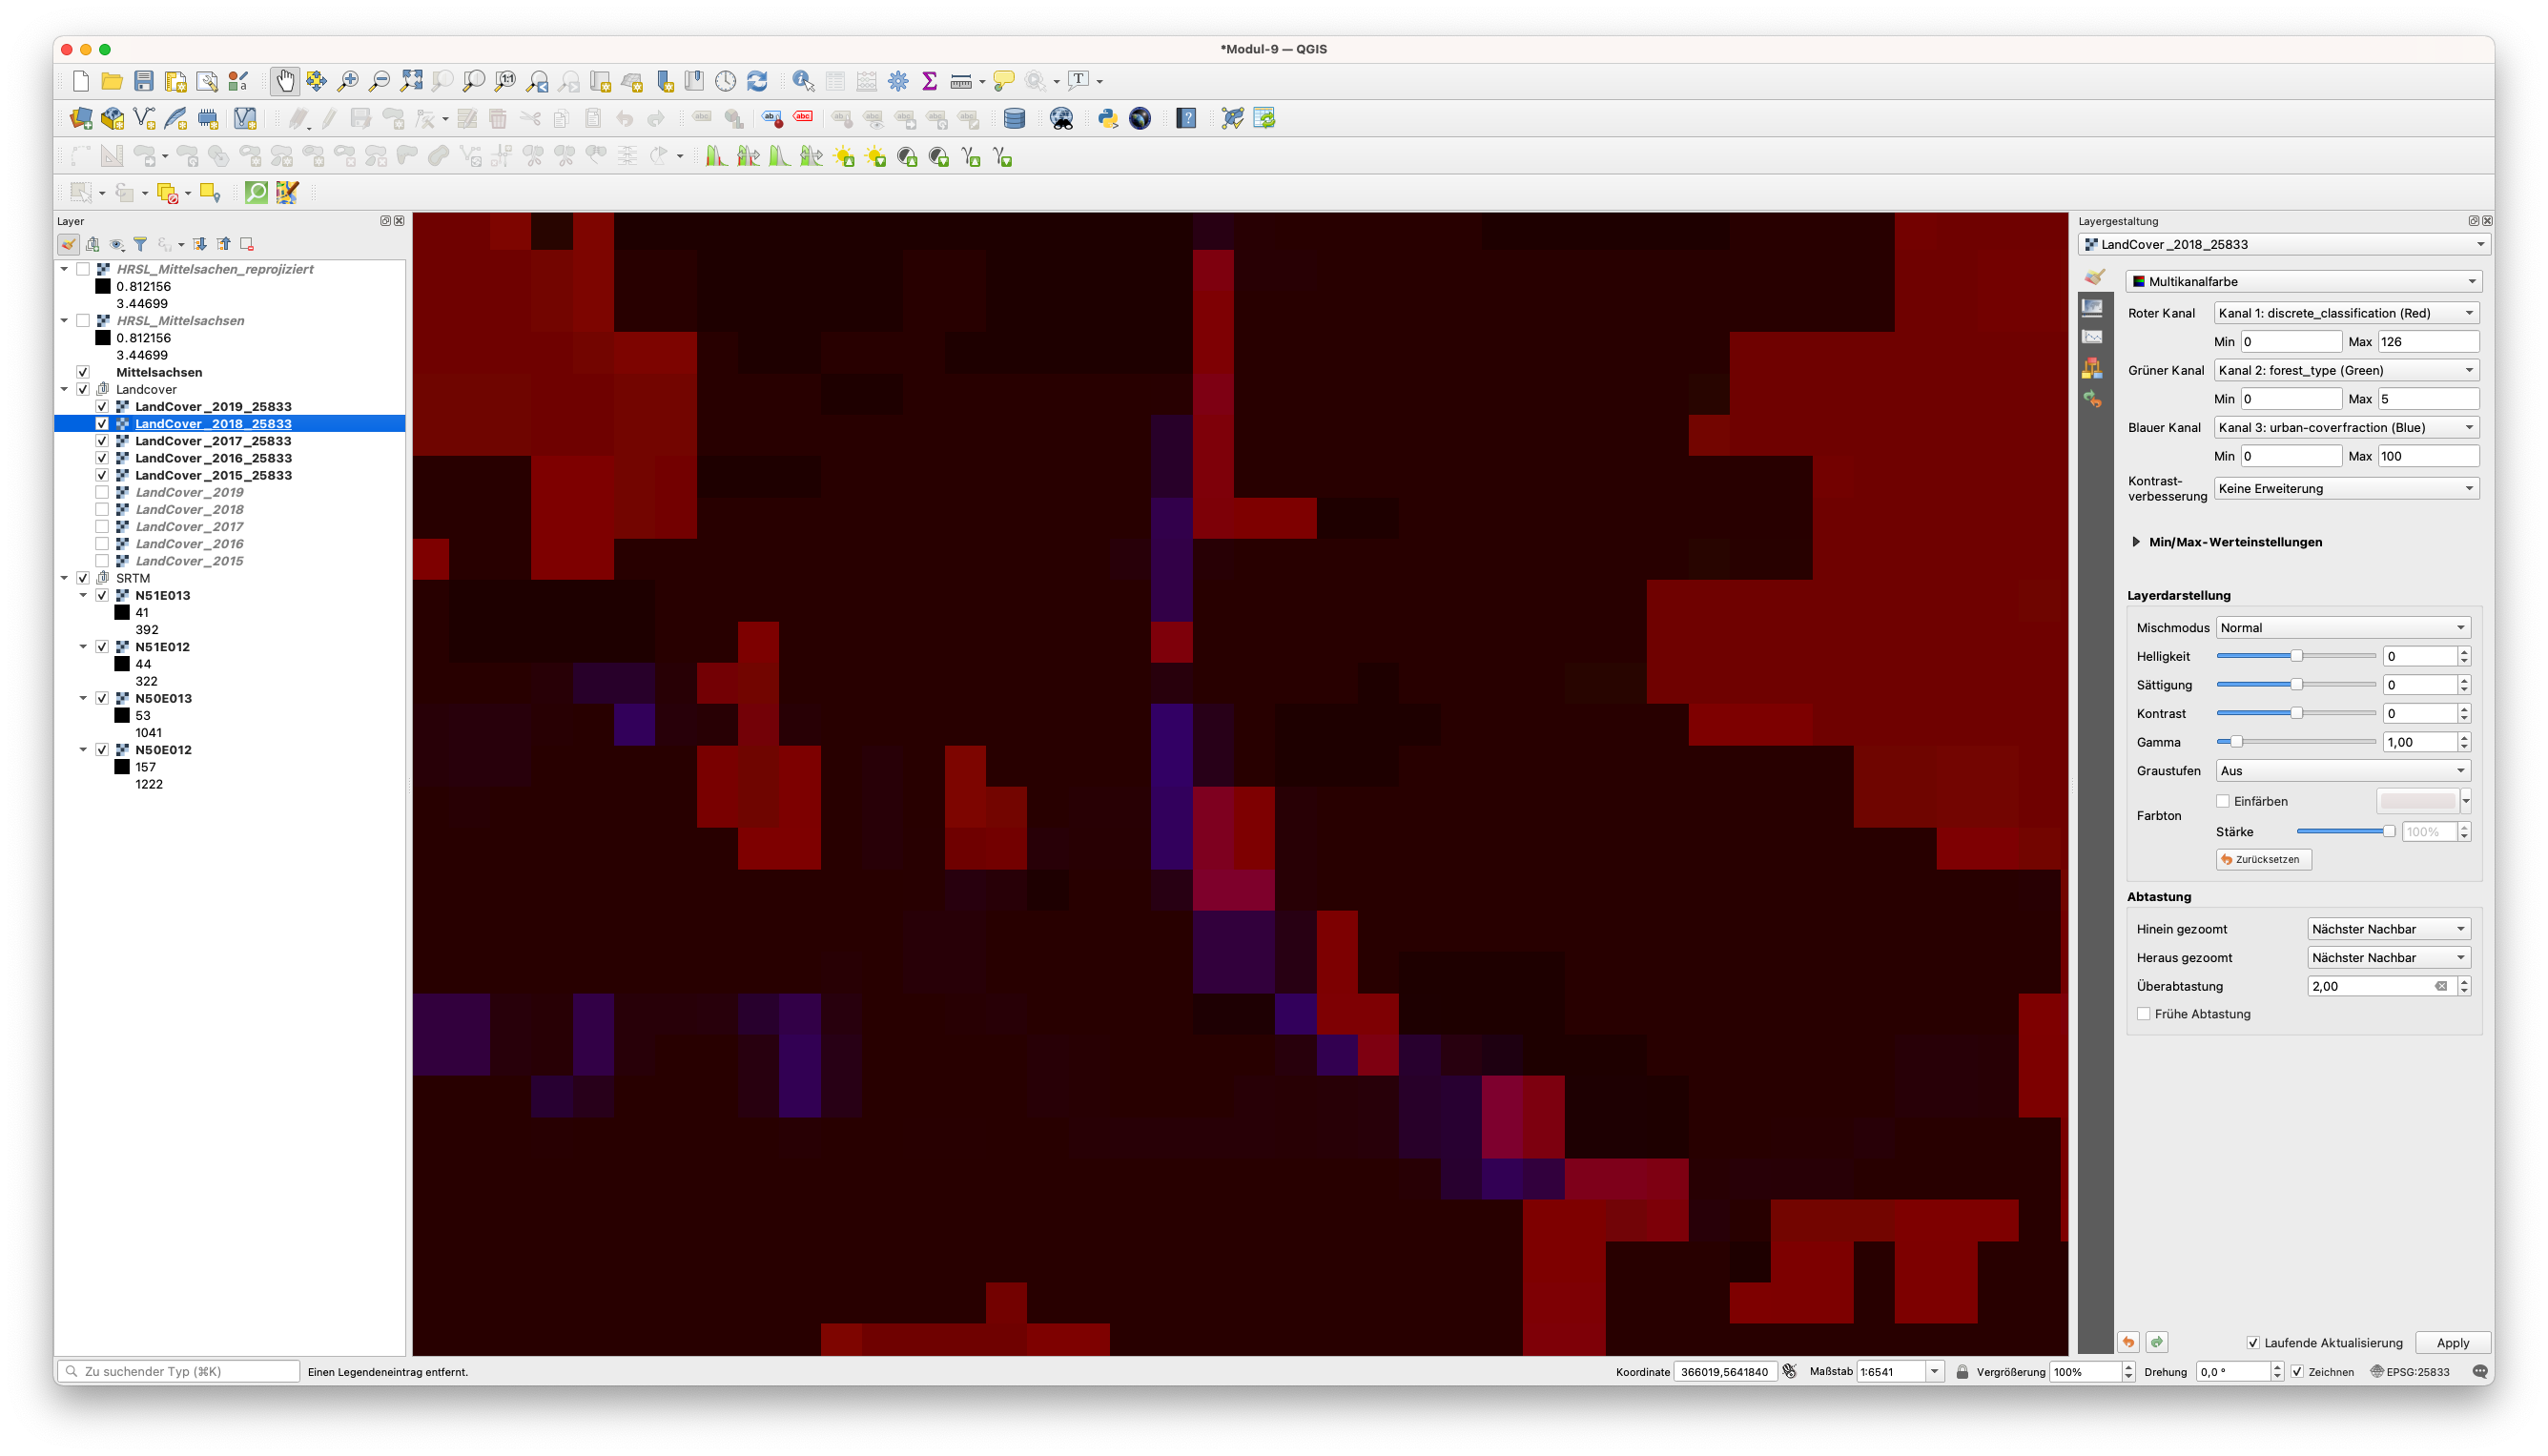 *Modul-9 — QGIS
Layer
HRSL_Mittelsachen_reprojiziert
0.812156
3.44699
HRSL_Mittelsachsen
0.812156
3.44699
Mittelsachsen
Landcover
LandCover_2019_25833
LandCover_2018_25833
LandCover_2017_25833
LandCover_2016_25833
LandCover_2015_25833
LandCover_2019
LandCover_2018
LandCover_2017
LandCover_2016
LandCover_2015
SRTM
N51E013
41
392
N51E012
44
322
N50E013
53
1041
N50E012
157
1222
Layergestaltung
LandCover_2018_25833
Multikanalfarbe
Roter Kanal Kanal 1: discrete_classification (Red)
Min 0 Max 126
Grüner Kanal Kanal 2: forest_type (Green)
Min 0 Max 5
Blauer Kanal Kanal 3: urban-coverfraction (Blue)
Min 0 Max 100
Kontrast-
verbesserung Keine Erweiterung
Min/Max-Werteinstellungen
Layerdarstellung
Mischmodus Normal
Helligkeit 0
Sättigung 0
Kontrast 0
Gamma 1,00
Graustufen Aus
Farbton Einfärben
Stärke 100%
Zurücksetzen
Abtastung
Hinein gezoomt Nächster Nachbar
Heraus gezoomt Nächster Nachbar
Überabtastung 2,00
Frühe Abtastung
Laufende Aktualisierung Apply
Zu suchender Typ (⌘K) Einen Legendeneintrag entfernt. Koordinate 366019,5641840 Maßstab 1:6541 Vergrößerung 100% Drehung 0,0 ° Zeichnen EPSG:25833